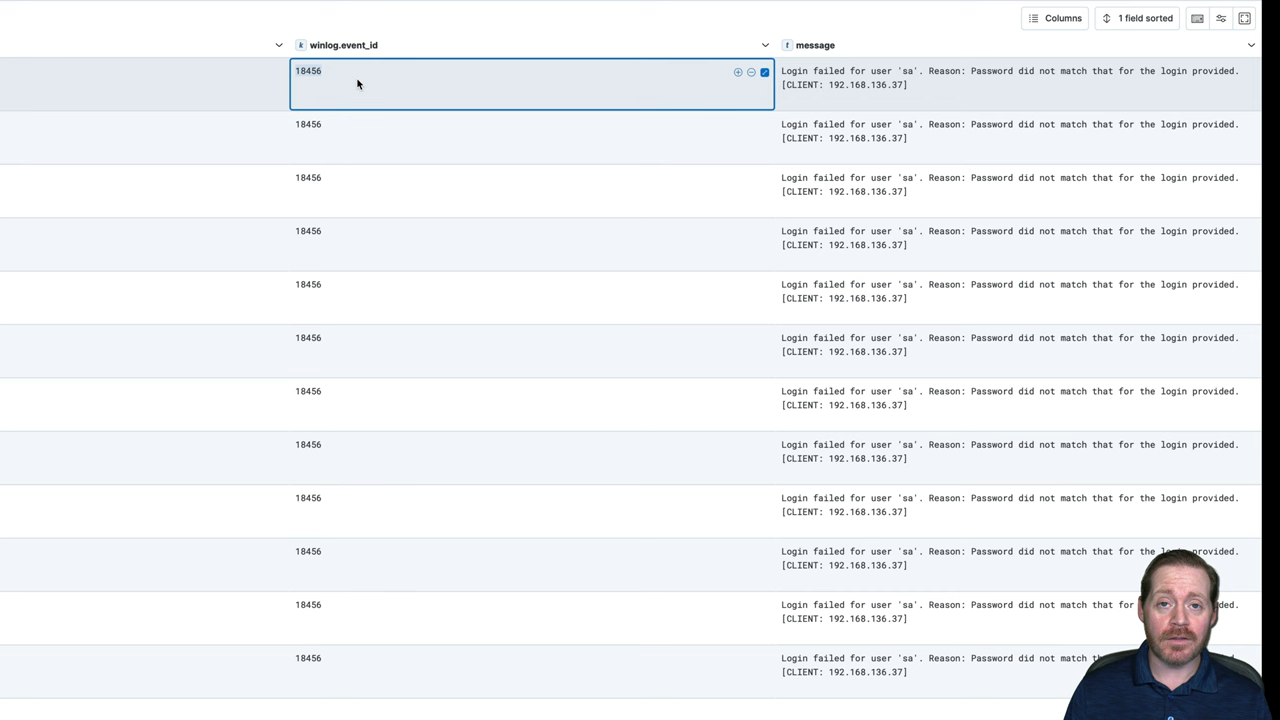 Columns
1 field sorted
k winlog.event_id
t message
18456
Login failed for user 'sa'. Reason: Password did not match that for the login provided.
[CLIENT: 192.168.136.37]
18456
Login failed for user 'sa'. Reason: Password did not match that for the login provided.
[CLIENT: 192.168.136.37]
18456
Login failed for user 'sa'. Reason: Password did not match that for the login provided.
[CLIENT: 192.168.136.37]
18456
Login failed for user 'sa'. Reason: Password did not match that for the login provided.
[CLIENT: 192.168.136.37]
18456
Login failed for user 'sa'. Reason: Password did not match that for the login provided.
[CLIENT: 192.168.136.37]
18456
Login failed for user 'sa'. Reason: Password did not match that for the login provided.
[CLIENT: 192.168.136.37]
18456
Login failed for user 'sa'. Reason: Password did not match that for the login provided.
[CLIENT: 192.168.136.37]
18456
Login failed for user 'sa'. Reason: Password did not match that for the login provided.
[CLIENT: 192.168.136.37]
18456
Login failed for user 'sa'. Reason: Password did not match that for the login provided.
[CLIENT: 192.168.136.37]
18456
Login failed for user 'sa'. Reason: Password did not match that for the login provided.
[CLIENT: 192.168.136.37]
18456
Login failed for user 'sa'. Reason: Password did not match that for
[CLIENT: 192.168.136.37]
18456
Login failed for user 'sa'. Reason: Password did not match
[CLIENT: 192.168.136.37]